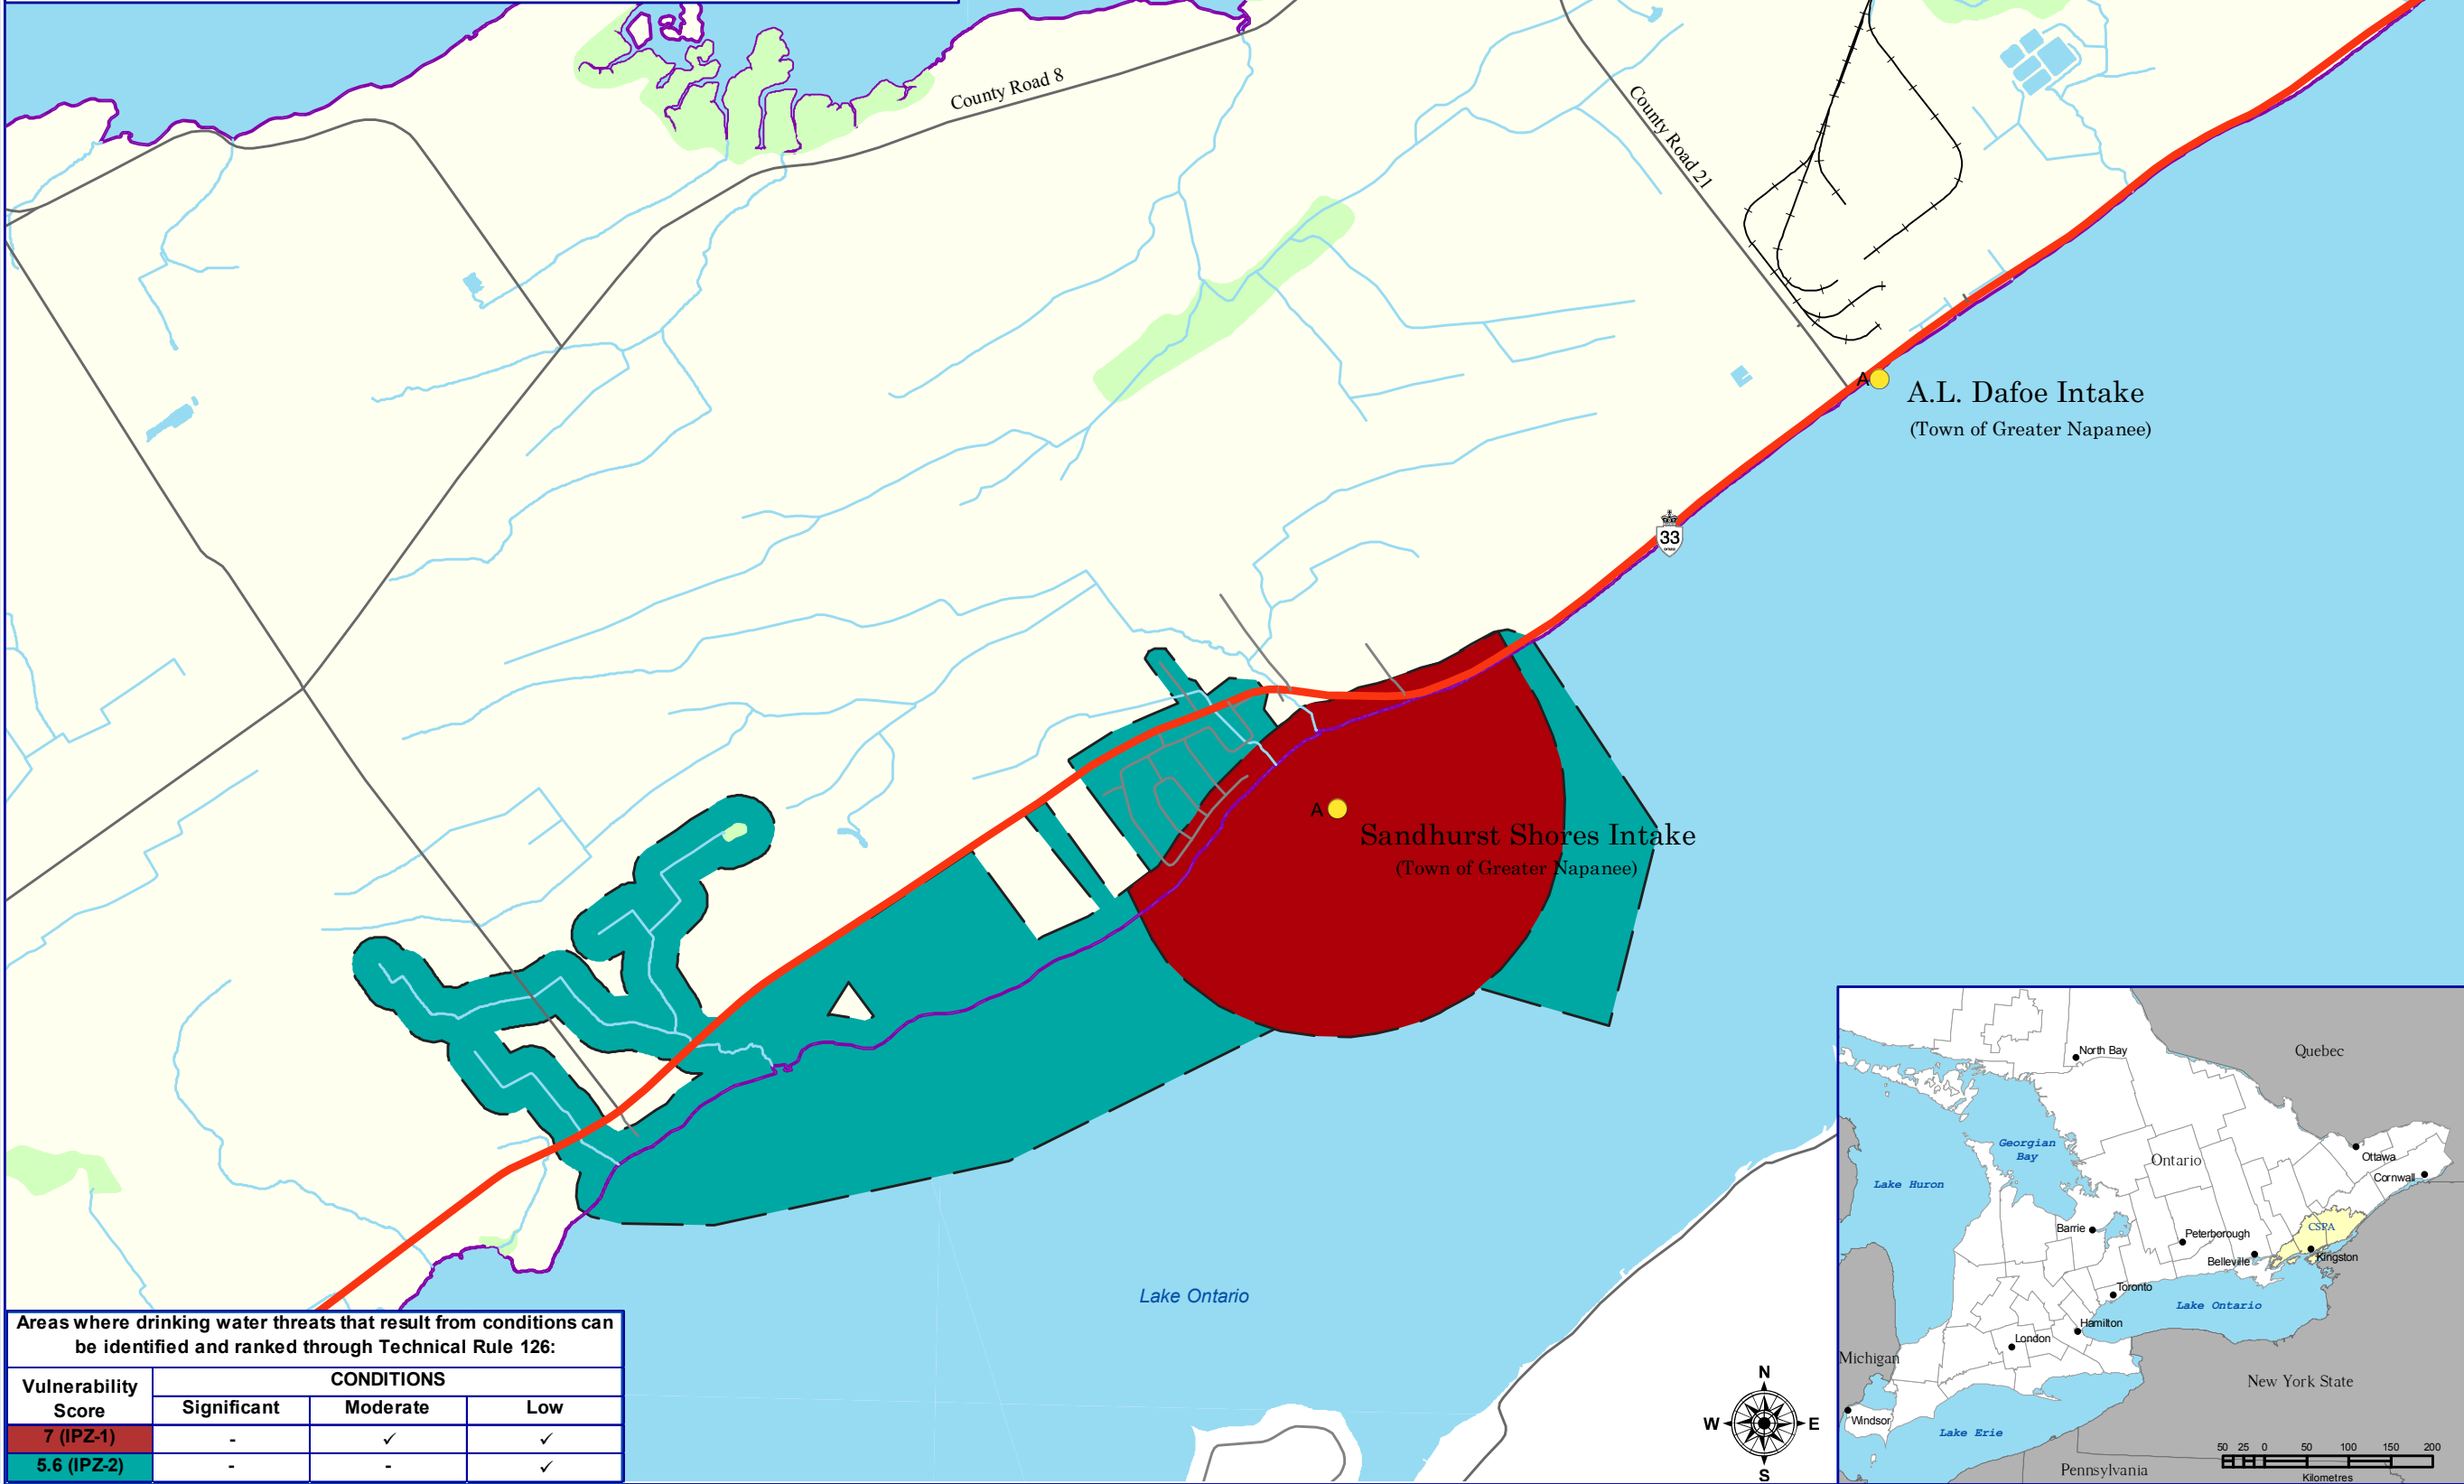 County Road 8
County Road 21
A
A.L. Dafoe Intake
(Town of Greater Napanee)
33
A
Sandhurst Shores Intake
(Town of Greater Napanee)
Lake Ontario
N
W E
S
Areas where drinking water threats that result from conditions can
be identified and ranked through Technical Rule 126:
Vulnerability
Score
CONDITIONS
Significant Moderate Low
7 (IPZ-1) - ✓ ✓
5.6 (IPZ-2) - - ✓
North Bay
Quebec
Georgian
Bay
Ontario
Ottawa
Cornwall
Lake Huron
CSPA
Barrie
Peterborough
Belleville
Kingston
Toronto
Lake Ontario
Hamilton
London
Michigan
New York State
Windsor
Lake Erie
Pennsylvania
50 25 0 50 100 150 200
Kilometres